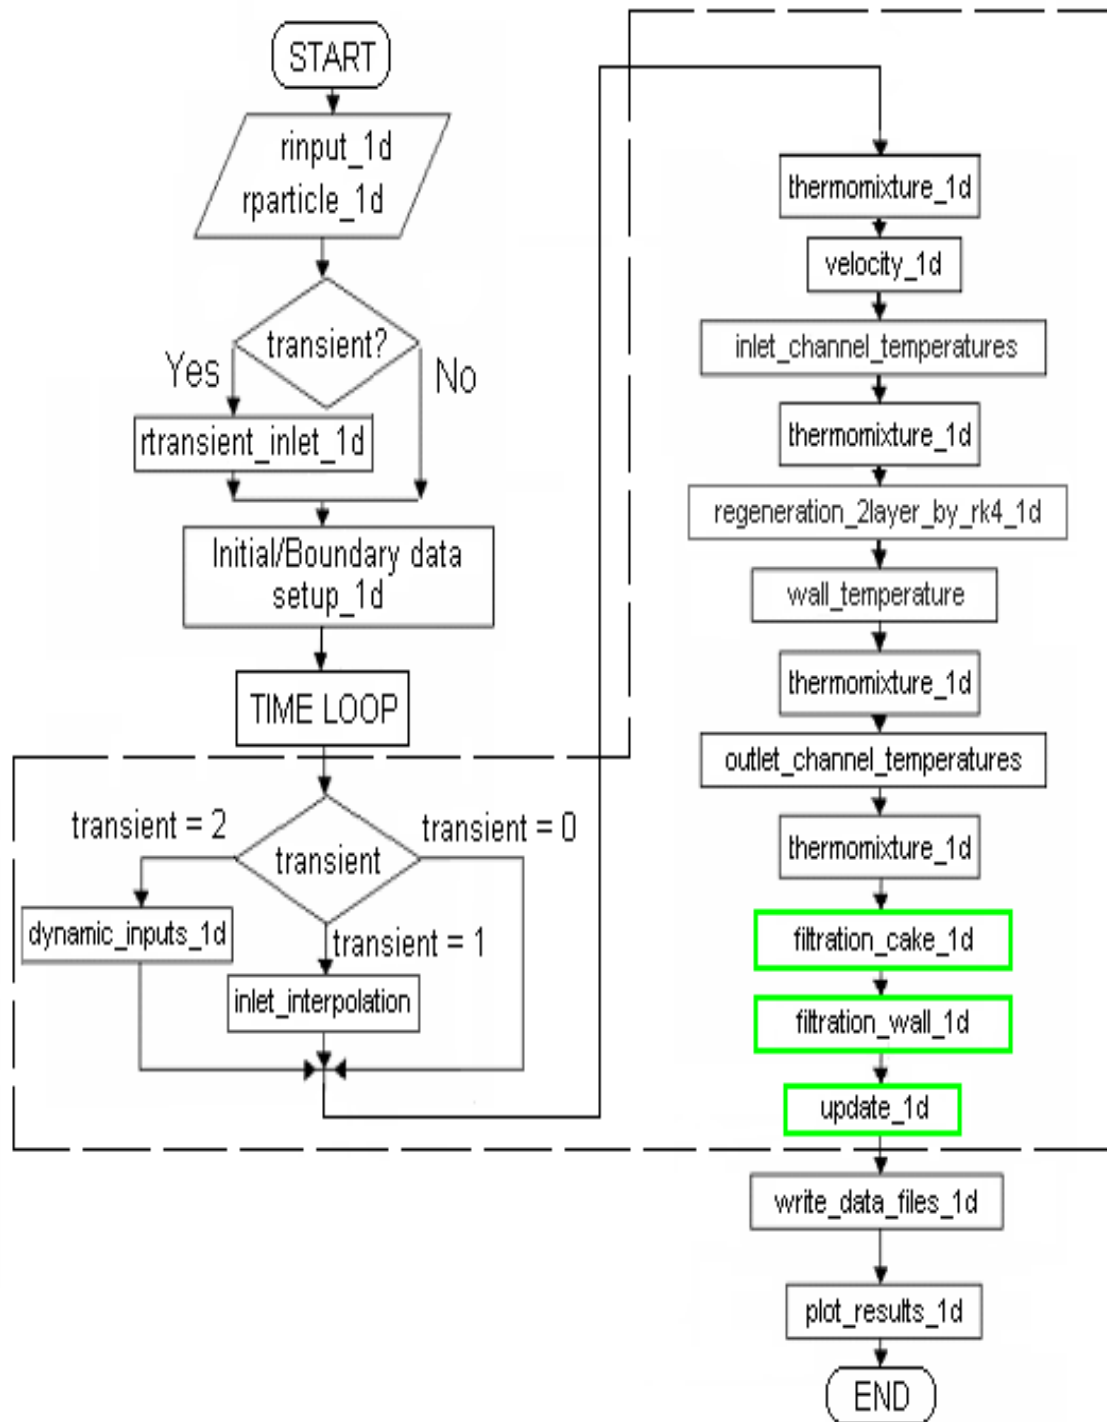 START
rinput_1d
rparticle_1d
transient?
Yes
No
rtransient_inlet_1d
Initial/Boundary data
setup_1d
TIME LOOP
transient = 2
transient = 0
transient
dynamic_inputs_1d
transient = 1
inlet_interpolation
thermomixture_1d
velocity_1d
inlet_channel_temperatures
thermomixture_1d
regeneration_2layer_by_rk4_1d
wall_temperature
thermomixture_1d
outlet_channel_temperatures
thermomixture_1d
filtration_cake_1d
filtration_wall_1d
update_1d
write_data_files_1d
plot_results_1d
END